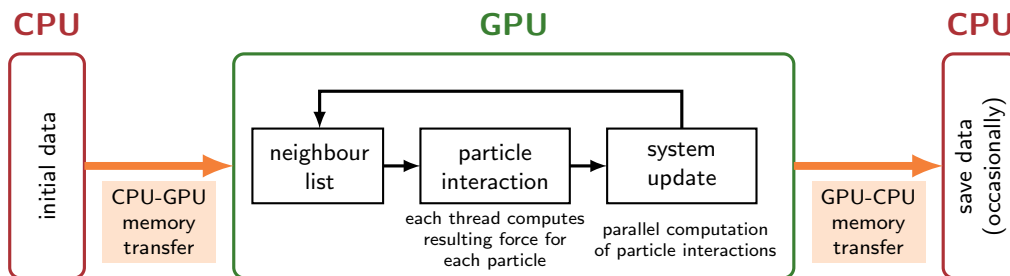 CPU
GPU
CPU
initial data
CPU-GPU
memory
transfer
neighbour
list
particle
interaction
each thread computes
resulting force for
each particle
system
update
parallel computation
of particle interactions
GPU-CPU
memory
transfer
save data
(occasionally)